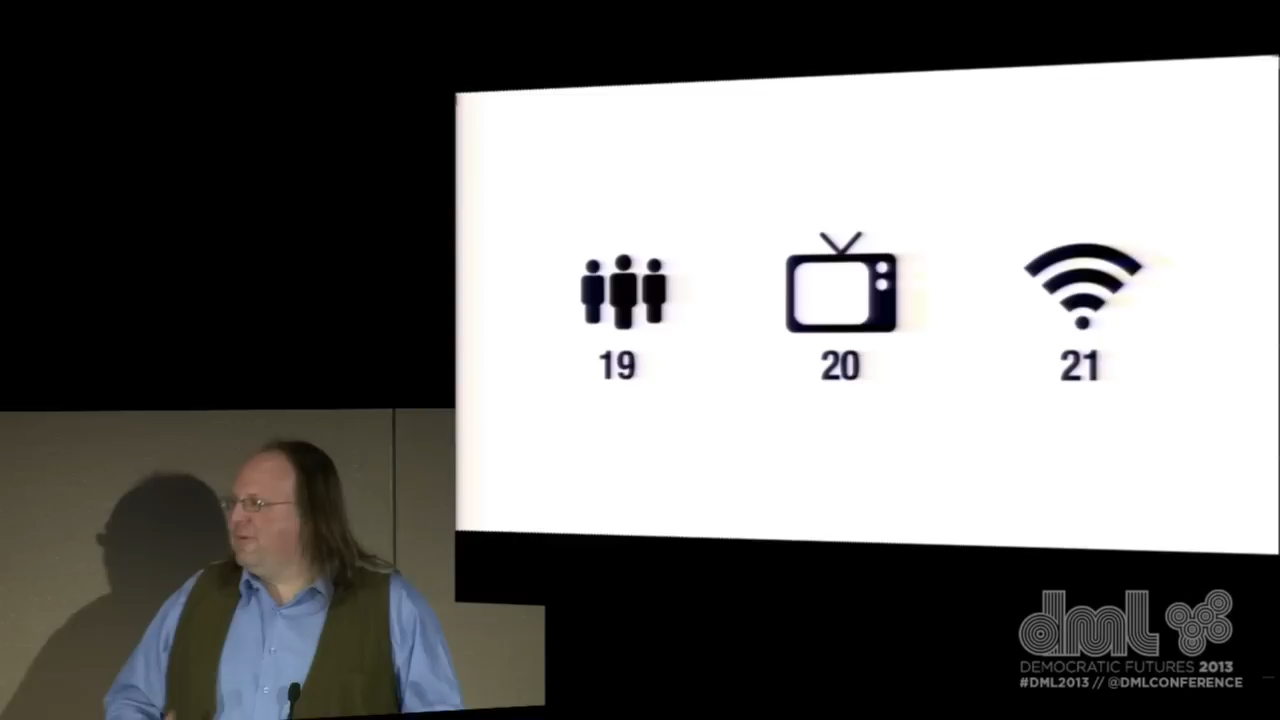 19
20
21
dml
DEMOCRATIC FUTURES 2013
#DML2013 // @DMLCONFERENCE